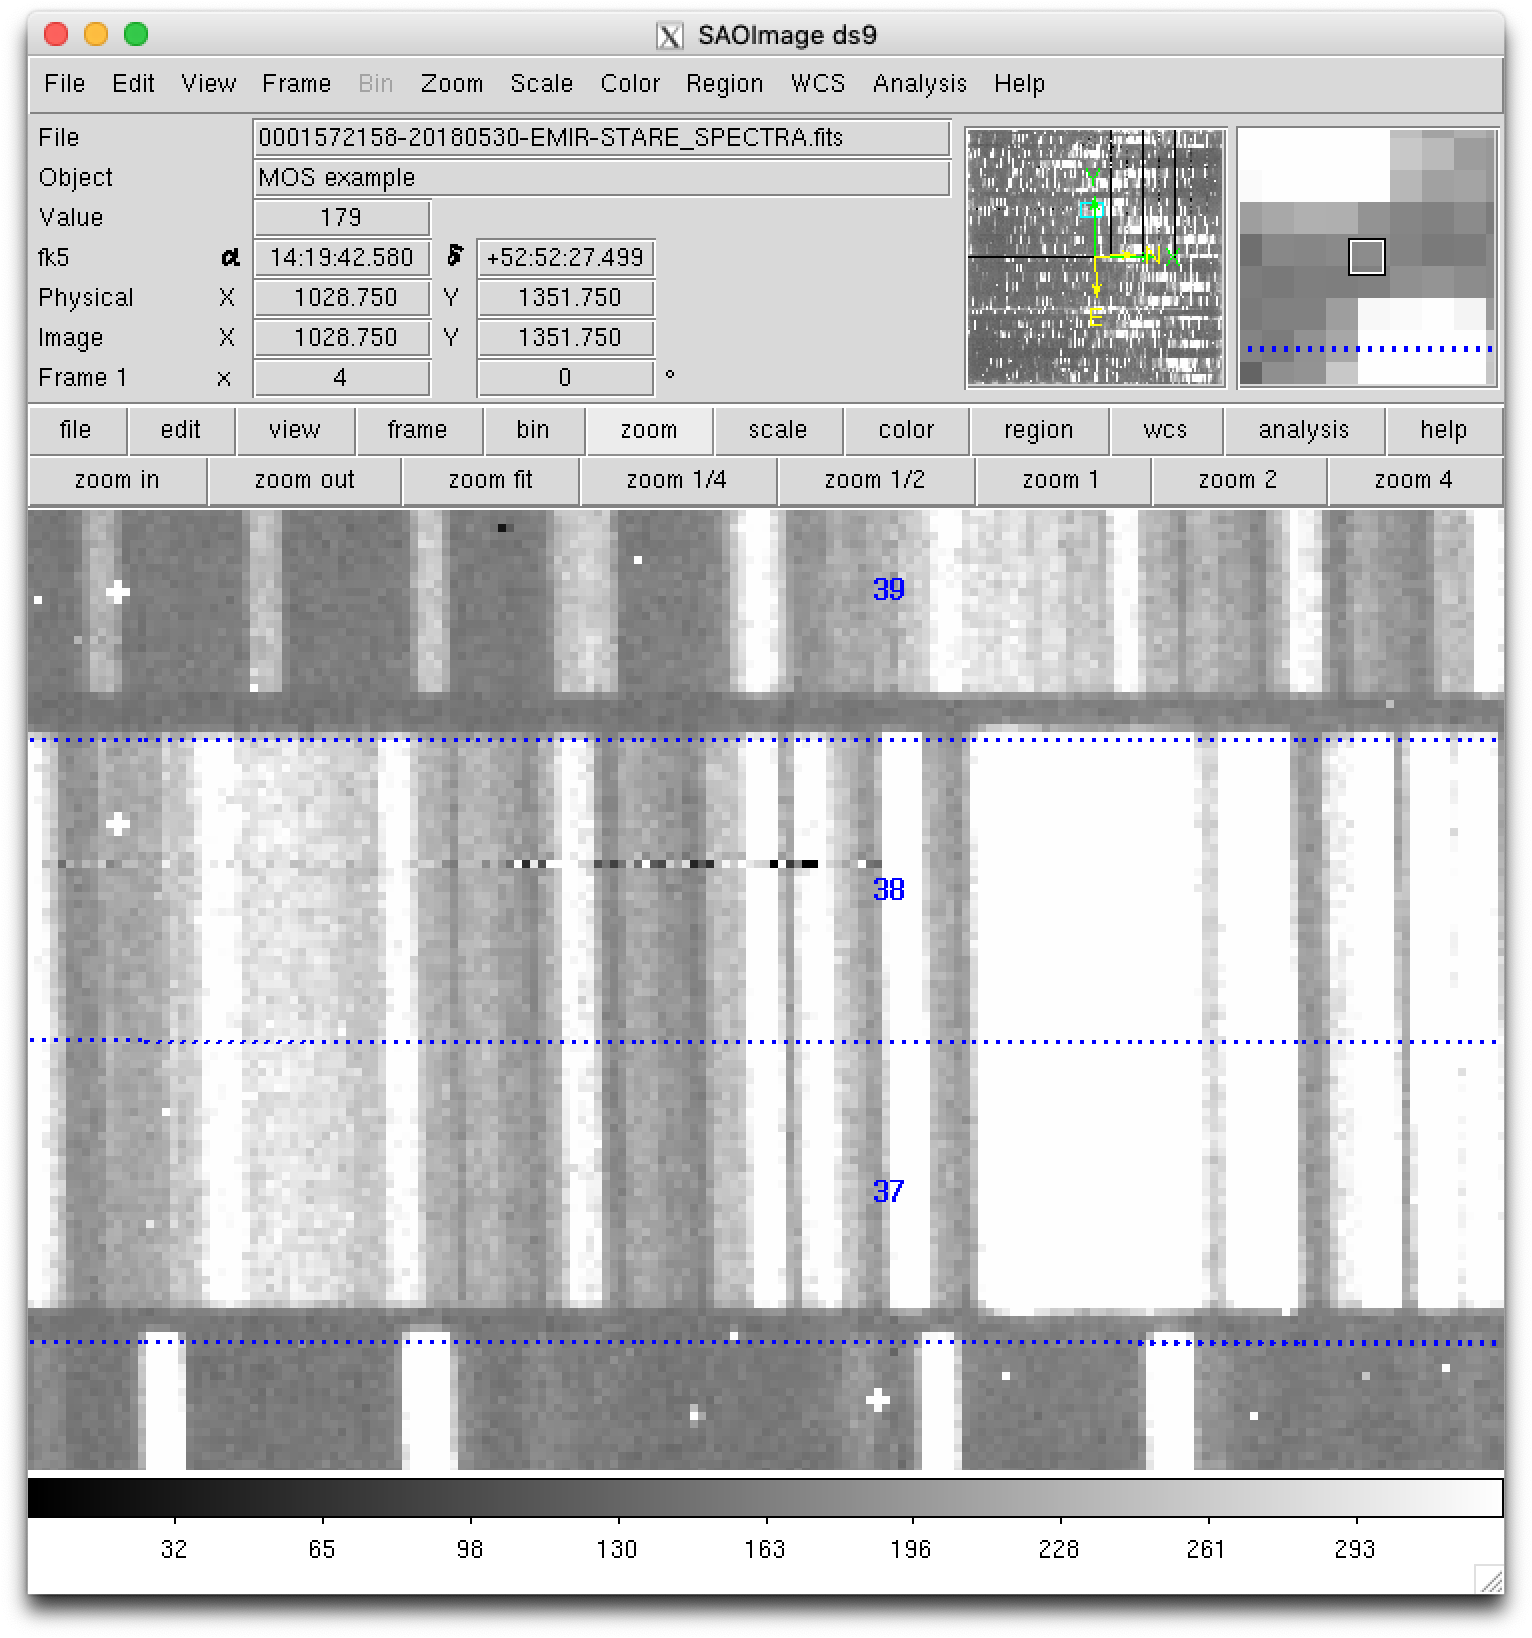 SAOImage ds9
File Edit View Frame Bin Zoom Scale Color Region WCS Analysis Help
File 0001572158-20180530-EMIR-STARE_SPECTRA.fits
Object MOS example
Value 179
fk5 α 14:19:42.580 δ +52:52:27.499
Physical X 1028.750 Y 1351.750
Image X 1028.750 Y 1351.750
Frame 1 x 4 0 °
Y
N X
E
file edit view frame bin zoom scale color region wcs analysis help
zoom in zoom out zoom fit zoom 1/4 zoom 1/2 zoom 1 zoom 2 zoom 4
39
38
37
32 65 98 130 163 196 228 261 293